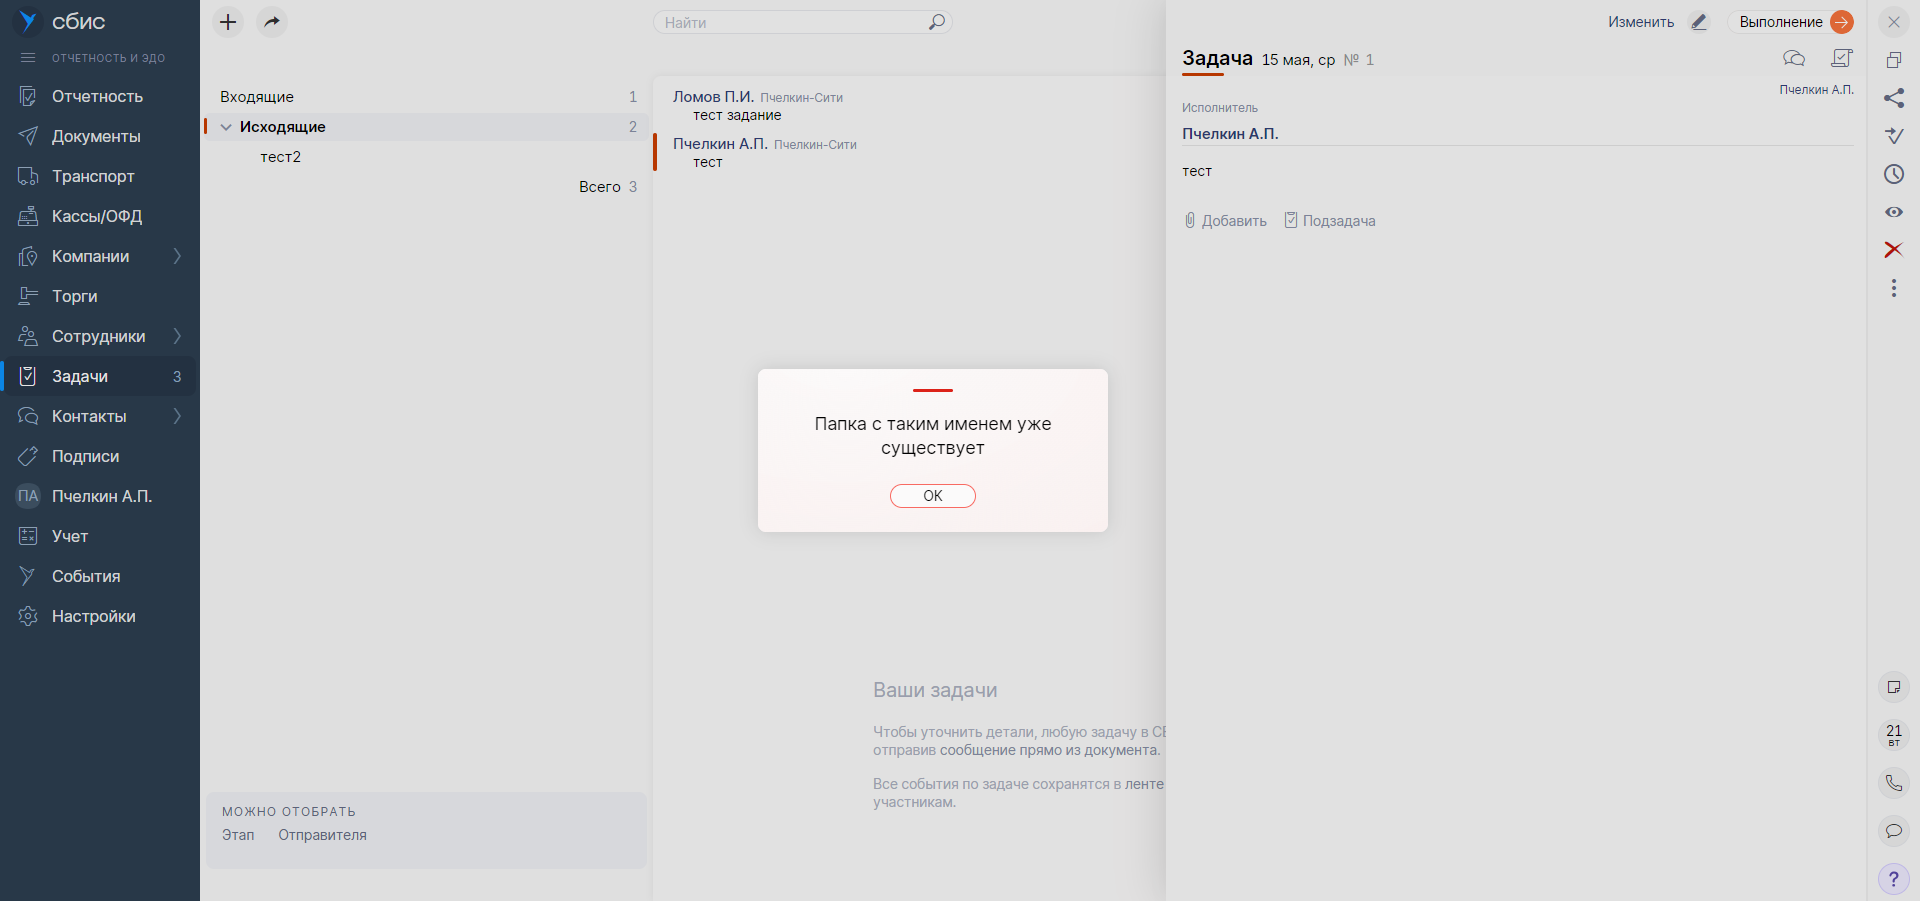 сбис
ОТЧЕТНОСТЬ И ЭДО
Отчетность
Документы
Транспорт
Кассы/ОФД
Компании
Торги
Сотрудники
Задачи 3
Контакты
Подписи
ПА Пчелкин А.П.
Учет
События
Настройки
Найти
Входящие 1
Исходящие 2
тест2
Всего 3
МОЖНО ОТОБРАТЬ
Этап Отправителя
Ломов П.И. Пчелкин-Сити
тест задание
Пчелкин А.П. Пчелкин-Сити
тест
Папка с таким именем уже
существует
ОК
Ваши задачи
Чтобы уточнить детали, любую задачу в СБ
отправив сообщение прямо из документа.
Все события по задаче сохранятся в ленте
участникам.
Изменить
Выполнение
Задача 15 мая, ср № 1
Пчелкин А.П.
Исполнитель
Пчелкин А.П.
тест
Добавить Подзадача
21
ВТ
?